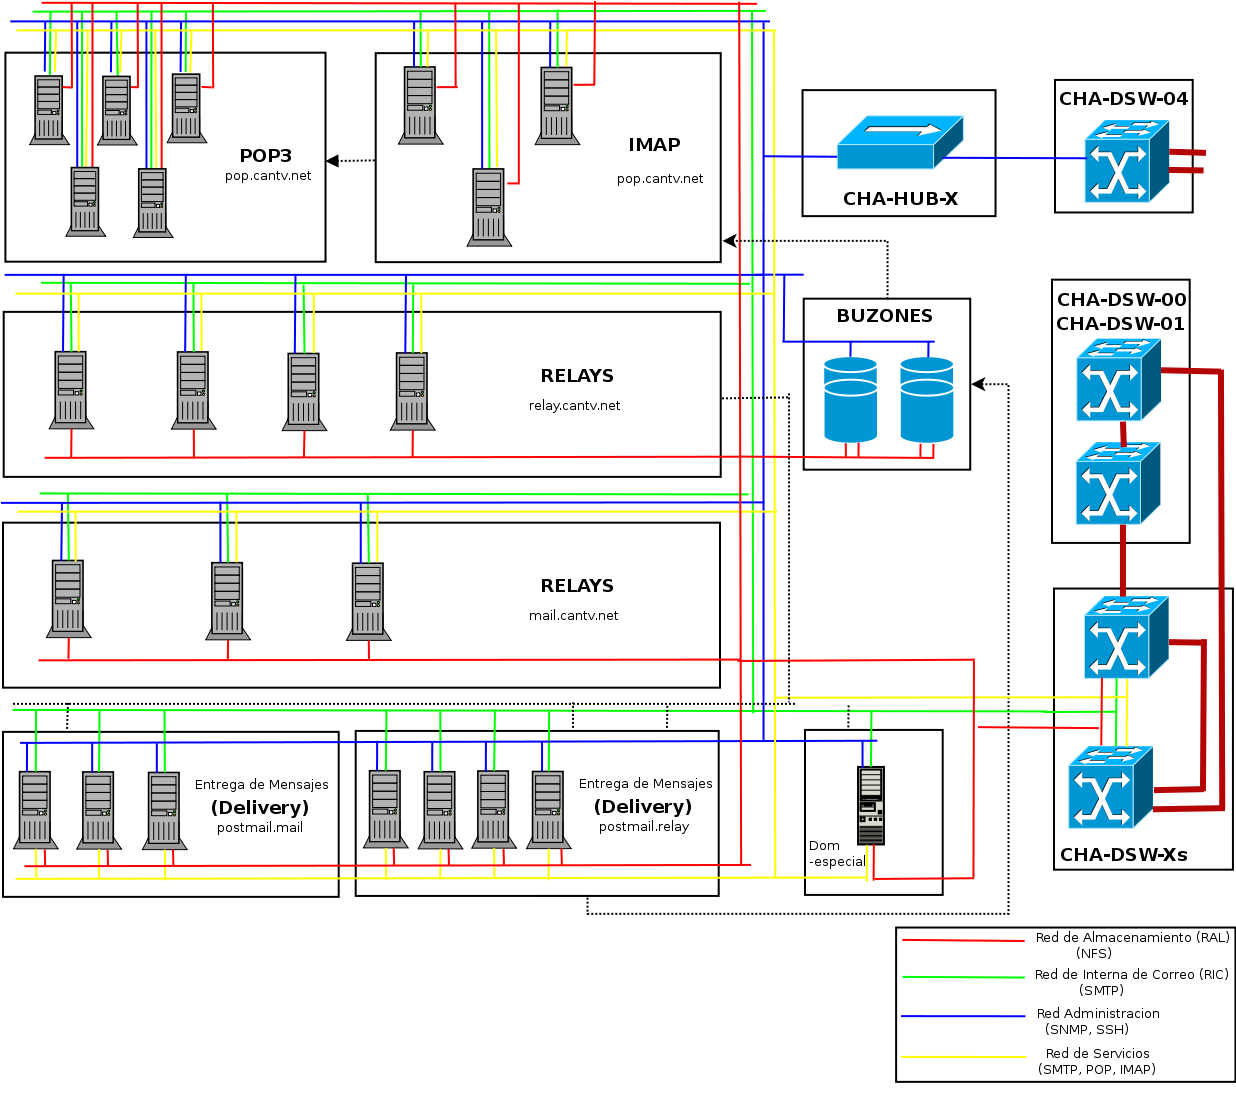 POP3
pop.cantv.net
IMAP
pop.cantv.net
CHA-HUB-X
CHA-DSW-04
RELAYS
relay.cantv.net
BUZONES
CHA-DSW-00
CHA-DSW-01
RELAYS
mail.cantv.net
Entrega de Mensajes
(Delivery)
postmail.mail
Entrega de Mensajes
(Delivery)
postmail.relay
Dom
-especial
CHA-DSW-Xs
Red de Almacenamiento (RAL)
(NFS)
Red de Interna de Correo (RIC)
(SMTP)
Red Administracion
(SNMP, SSH)
Red de Servicios
(SMTP, POP, IMAP)